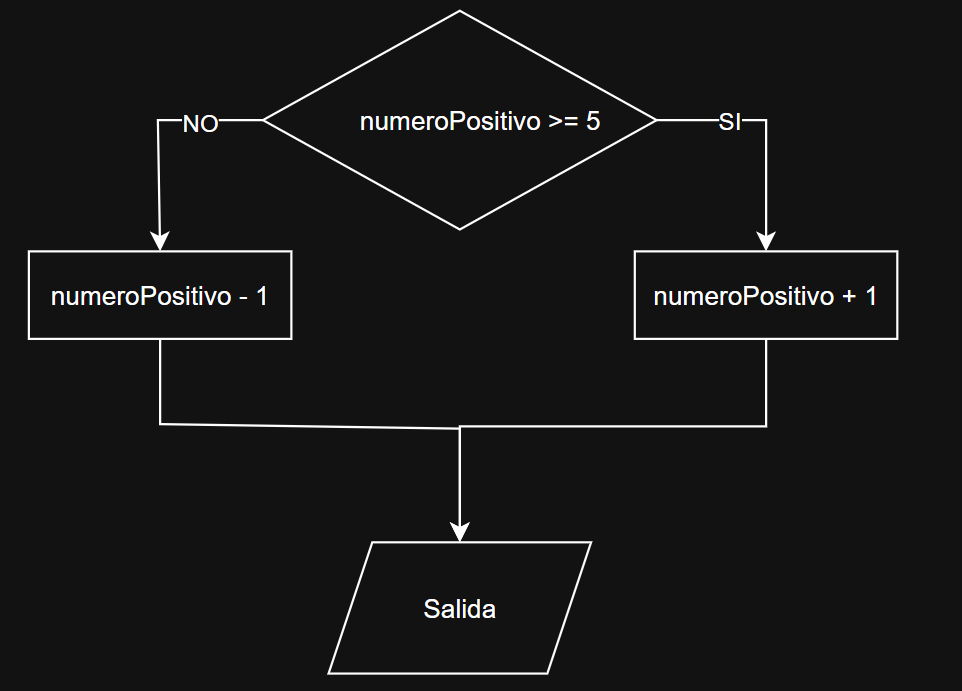 numeroPositivo >= 5
NO
SI
numeroPositivo - 1
numeroPositivo + 1
Salida